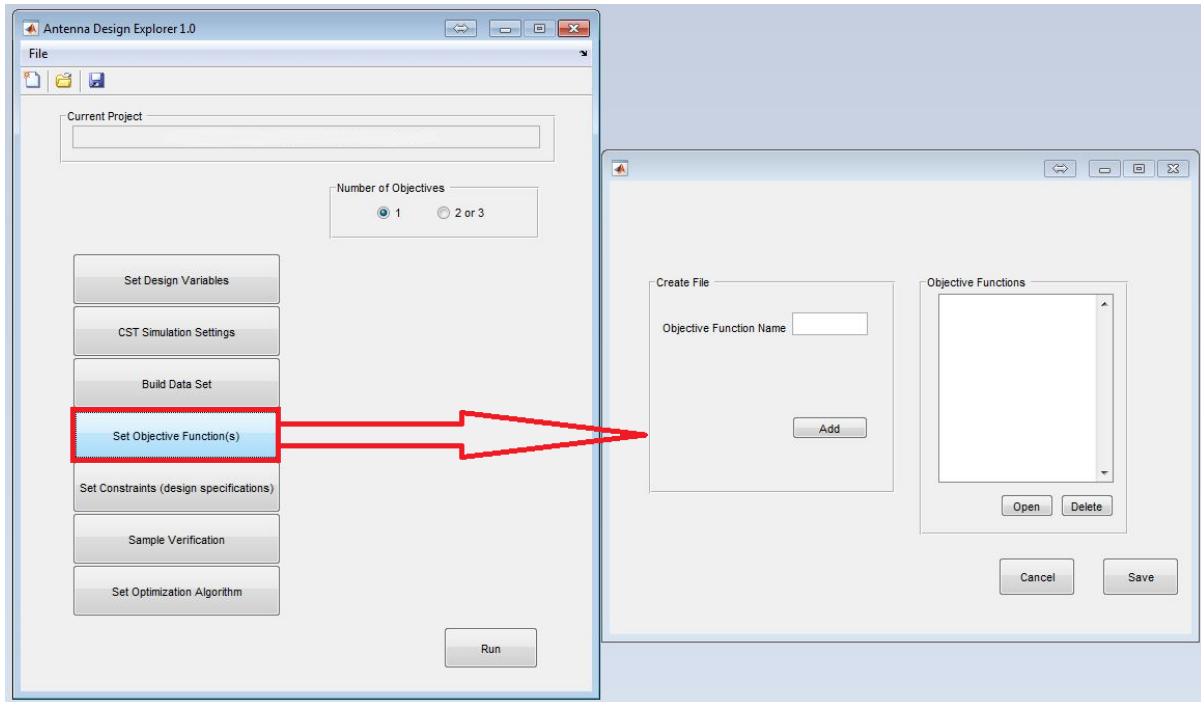 Antenna Design Explorer 1.0
File
Current Project
Number of Objectives
1 2 or 3
Set Design Variables
CST Simulation Settings
Build Data Set
Set Objective Function(s)
Set Constraints (design specifications)
Sample Verification
Set Optimization Algorithm
Run
Create File
Objective Function Name
Add
Objective Functions
Open Delete
Cancel Save